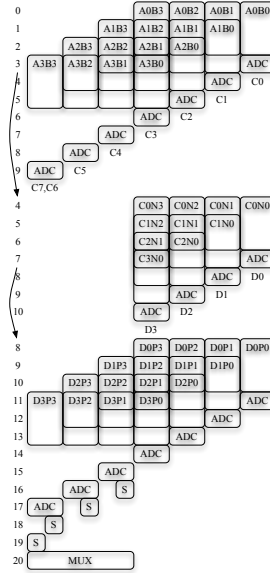 0 A0B3 A0B2 A0B1 A0B0
1 A1B3 A1B2 A1B1 A1B0
2 A2B3 A2B2 A2B1 A2B0
3 A3B3 A3B2 A3B1 A3B0 ADC
4 ADC C0
5 ADC C1
6 ADC C2
7 ADC C3
8 ADC C4
9 ADC C5
C7,C6
4 C0N3 C0N2 C0N1 C0N0
5 C1N2 C1N1 C1N0
6 C2N1 C2N0
7 C3N0 ADC
8 ADC D0
9 ADC D1
10 ADC D2
D3
8 D0P3 D0P2 D0P1 D0P0
9 D1P3 D1P2 D1P1 D1P0
10 D2P3 D2P2 D2P1 D2P0
11 D3P3 D3P2 D3P1 D3P0 ADC
12 ADC
13 ADC
14 ADC
15 ADC
16 ADC S
17 ADC S
18 S
19 S
20 MUX